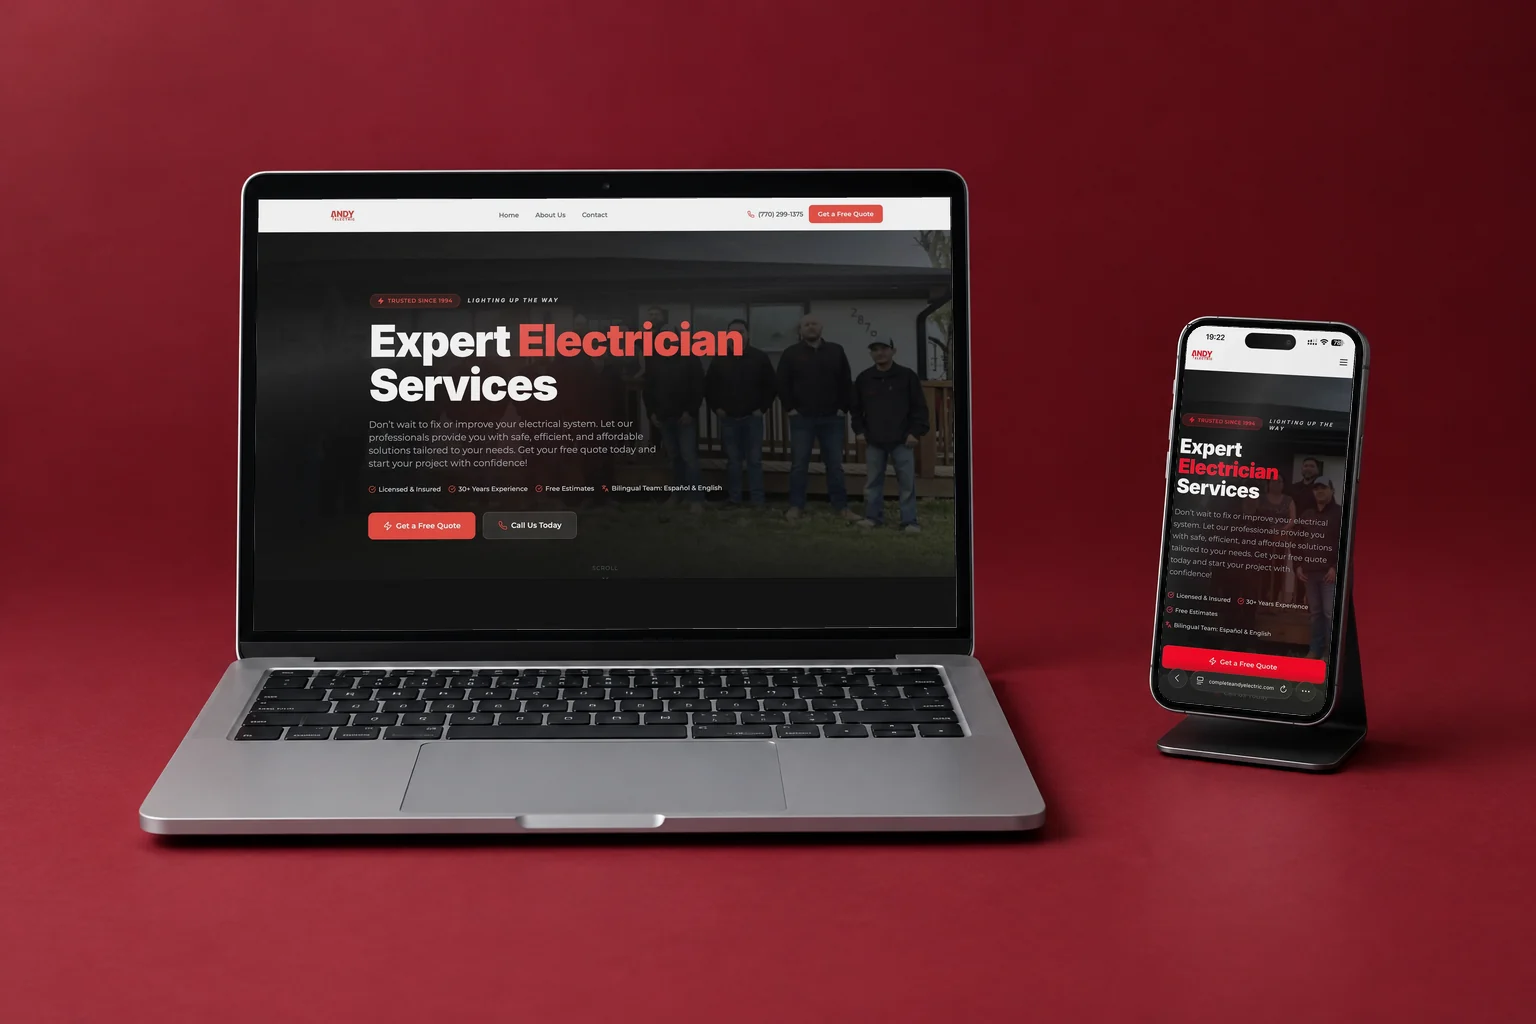 ANDY
ELECTRIC
Home
About Us
Contact
(770) 299-1375
Get a Free Quote
TRUSTED SINCE 1994
LIGHTING UP THE WAY
2870
Expert Electrician
Services
Don't wait to fix or improve your electrical system. Let our
professionals provide you with safe, efficient, and affordable
solutions tailored to your needs. Get your free quote today and
start your project with confidence!
Licensed & Insured
30+ Years Experience
Free Estimates
Bilingual Team: Español & English
Get a Free Quote
Call Us Today
SCROLL
19:22
ANDY
ELECTRIC
TRUSTED SINCE 1994
LIGHTING UP THE
WAY
Expert
Electrician
Services
Don't wait to fix or improve your electrical
system. Let our professionals provide you
with safe, efficient, and affordable solutions
tailored to your needs. Get your free quote
today and start your project with
confidence!
Licensed & Insured
30+ Years Experience
Free Estimates
Bilingual Team: Español & English
Get a Free Quote
completeandyelectric.com